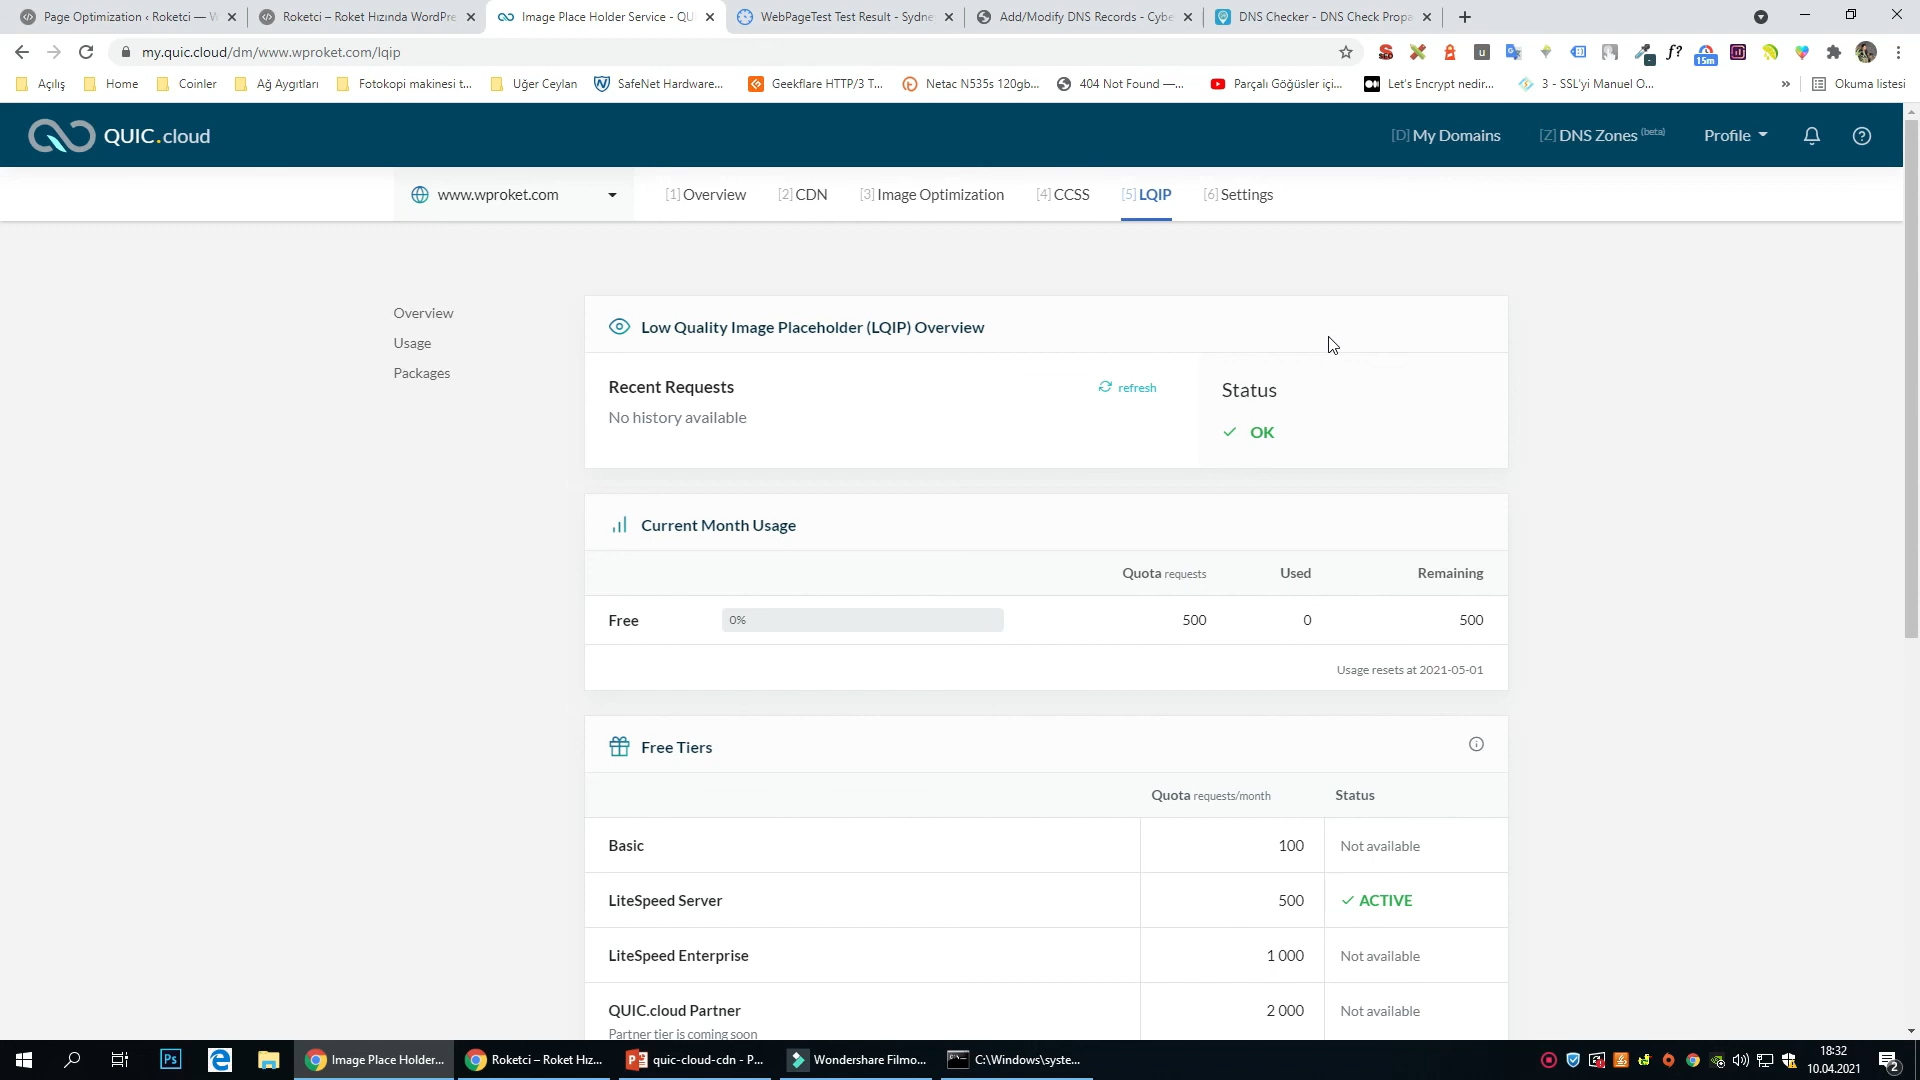 Page Optimization ‹ Roketci — W
Roketci – Roket Hızında WordPre
Image Place Holder Service - QU
WebPageTest Test Result - Sydne
Add/Modify DNS Records - Cybe
DNS Checker - DNS Check Propa
my.quic.cloud/dm/www.wproket.com/lqip
15m
Açılış
Home
Coinler
Ağ Aygıtları
Fotokopi makinesi t...
Uğer Ceylan
SafeNet Hardware...
Geekflare HTTP/3 T...
Netac N535s 120gb...
404 Not Found —...
Parçalı Göğüsler içi...
Let's Encrypt nedir...
3 - SSL'yi Manuel O...
»
Okuma listesi
QUIC.cloud
[D] My Domains
[Z] DNS Zones (beta)
Profile
www.wproket.com
[1] Overview
[2] CDN
[3] Image Optimization
[4] CCSS
[5] LQIP
[6] Settings
Overview
Usage
Packages
Low Quality Image Placeholder (LQIP) Overview
Recent Requests
refresh
No history available
Status
OK
Current Month Usage
Quota requests
Used
Remaining
Free
0%
500
0
500
Usage resets at 2021-05-01
Free Tiers
Quota requests/month
Status
Basic
100
Not available
LiteSpeed Server
500
ACTIVE
LiteSpeed Enterprise
1 000
Not available
QUIC.cloud Partner
2 000
Not available
Partner tier is coming soon
Ps
Image Place Holder...
Roketci – Roket Hız...
quic-cloud-cdn - P...
Wondershare Filmo...
C:\Windows\syste...
18:32
10.04.2021
2